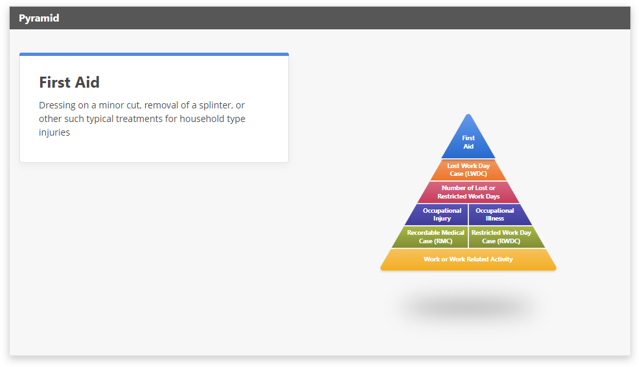 Pyramid
First Aid
Dressing on a minor cut, removal of a splinter, or
other such typical treatments for household type
injuries
First
Aid
Lost Work Day
Case (LWDC)
Number of Lost or
Restricted Work Days
Occupational
Injury
Occupational
Illness
Recordable Medical
Case (RMC)
Restricted Work Day
Case (RWDC)
Work or Work Related Activity